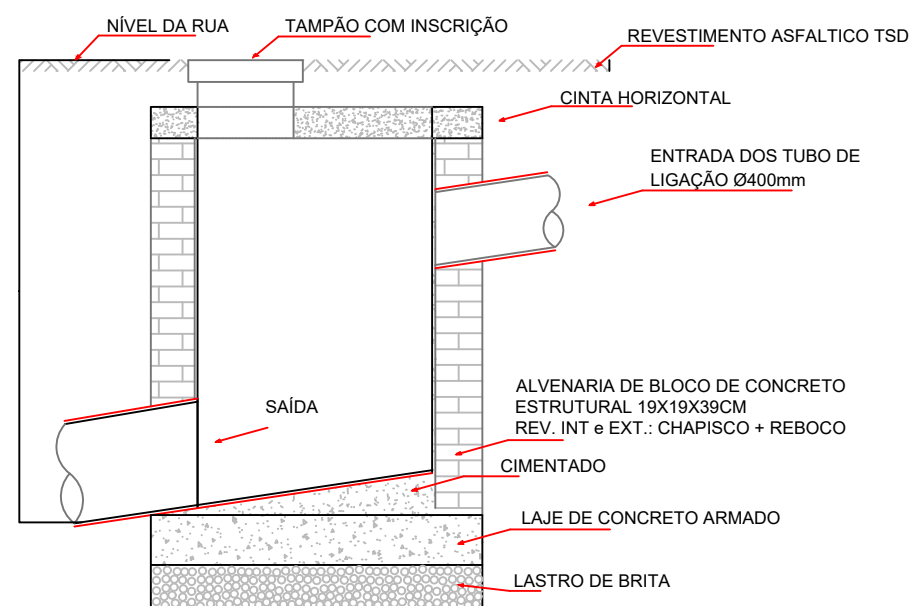 NÍVEL DA RUA
TAMPÃO COM INSCRIÇÃO
REVESTIMENTO ASFALTICO TSD
CINTA HORIZONTAL
ENTRADA DOS TUBO DE
LIGAÇÃO Ø400mm
ALVENARIA DE BLOCO DE CONCRETO
ESTRUTURAL 19X19X39CM
REV. INT e EXT.: CHAPISCO + REBOCO
SAÍDA
CIMENTADO
LAJE DE CONCRETO ARMADO
LASTRO DE BRITA